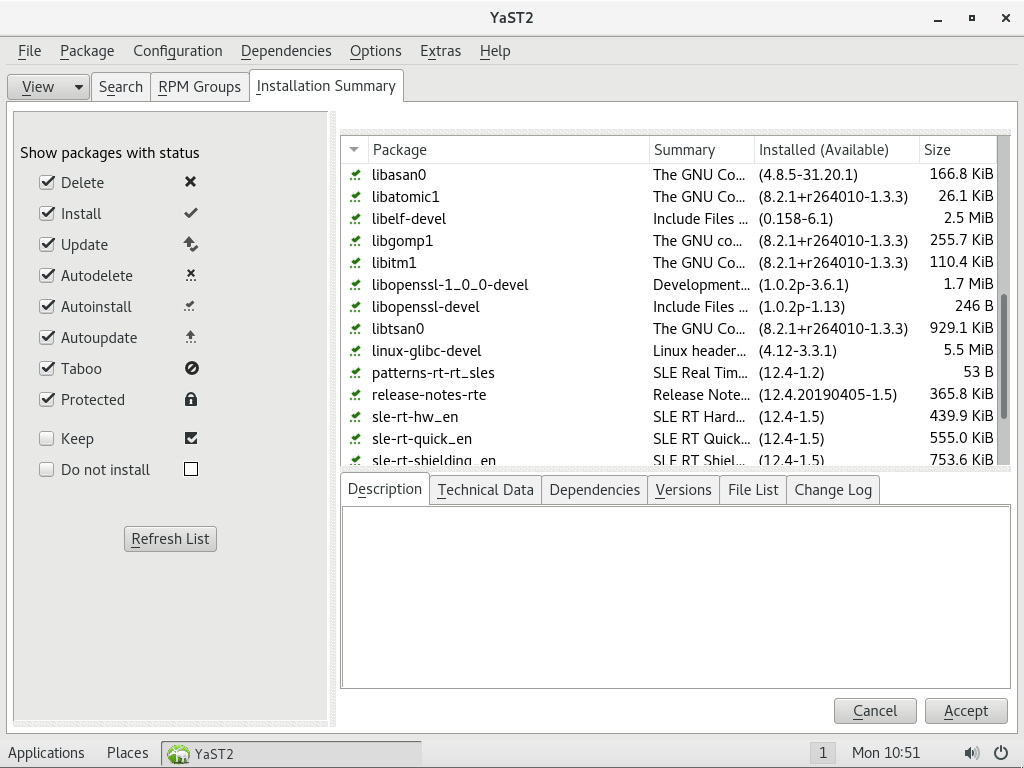 YaST2
File Package Configuration Dependencies Options Extras Help
View Search RPM Groups Installation Summary
Show packages with status
Delete
Install
Update
Autodelete
Autoinstall
Autoupdate
Taboo
Protected
Keep
Do not install
Refresh List
Package Summary Installed (Available) Size
libasan0 The GNU Co... (4.8.5-31.20.1) 166.8 KiB
libatomic1 The GNU Co... (8.2.1+r264010-1.3.3) 26.1 KiB
libelf-devel Include Files ... (0.158-6.1) 2.5 MiB
libgomp1 The GNU co... (8.2.1+r264010-1.3.3) 255.7 KiB
libitm1 The GNU Co... (8.2.1+r264010-1.3.3) 110.4 KiB
libopenssl-1_0_0-devel Development... (1.0.2p-3.6.1) 1.7 MiB
libopenssl-devel Include Files ... (1.0.2p-1.13) 246 B
libtsan0 The GNU Co... (8.2.1+r264010-1.3.3) 929.1 KiB
linux-glibc-devel Linux header... (4.12-3.3.1) 5.5 MiB
patterns-rt-rt_sles SLE Real Tim... (12.4-1.2) 53 B
release-notes-rte Release Note... (12.4.20190405-1.5) 365.8 KiB
sle-rt-hw_en SLE RT Hard... (12.4-1.5) 439.9 KiB
sle-rt-quick_en SLE RT Quick... (12.4-1.5) 555.0 KiB
sle-rt-shielding_en SLE RT Shiel... (12.4-1.5) 753.6 KiB
Description Technical Data Dependencies Versions File List Change Log
Cancel Accept
Applications Places YaST2 1 Mon 10:51